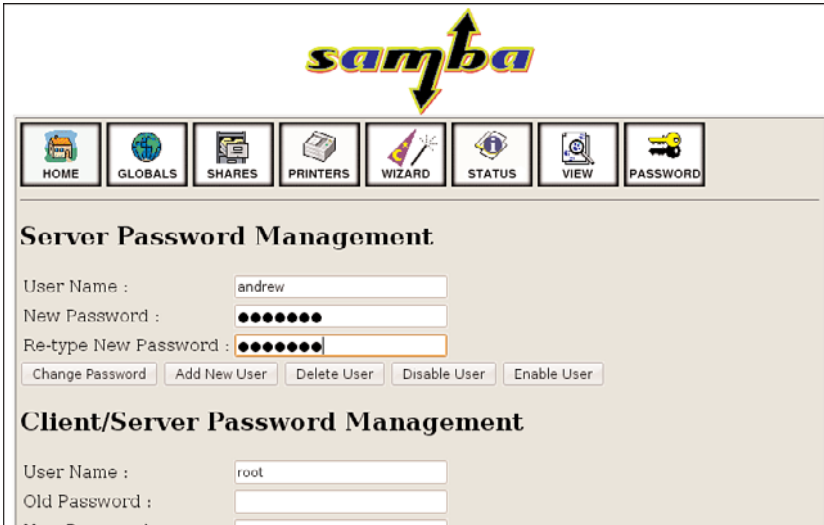 samba
HOME GLOBALS SHARES PRINTERS WIZARD STATUS VIEW PASSWORD
Server Password Management
User Name : andrew
New Password : ●●●●●●●
Re-type New Password : ●●●●●●●
Change Password Add New User Delete User Disable User Enable User
Client/Server Password Management
User Name : root
Old Password :